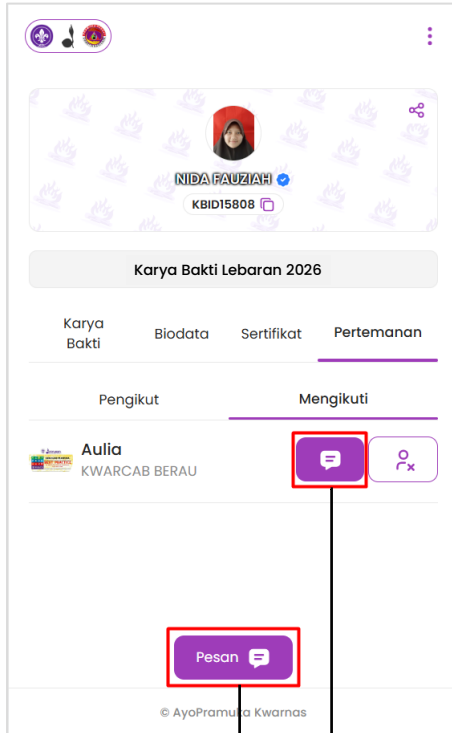 NIDA FAUZIAH
KBID15808
Karya Bakti Lebaran 2026
Karya
Bakti
Biodata
Sertifikat
Pertemanan
Pengikut
Mengikuti
Aulia
KWARCAB BERAU
Pesan
© AyoPramuka Kwarnas